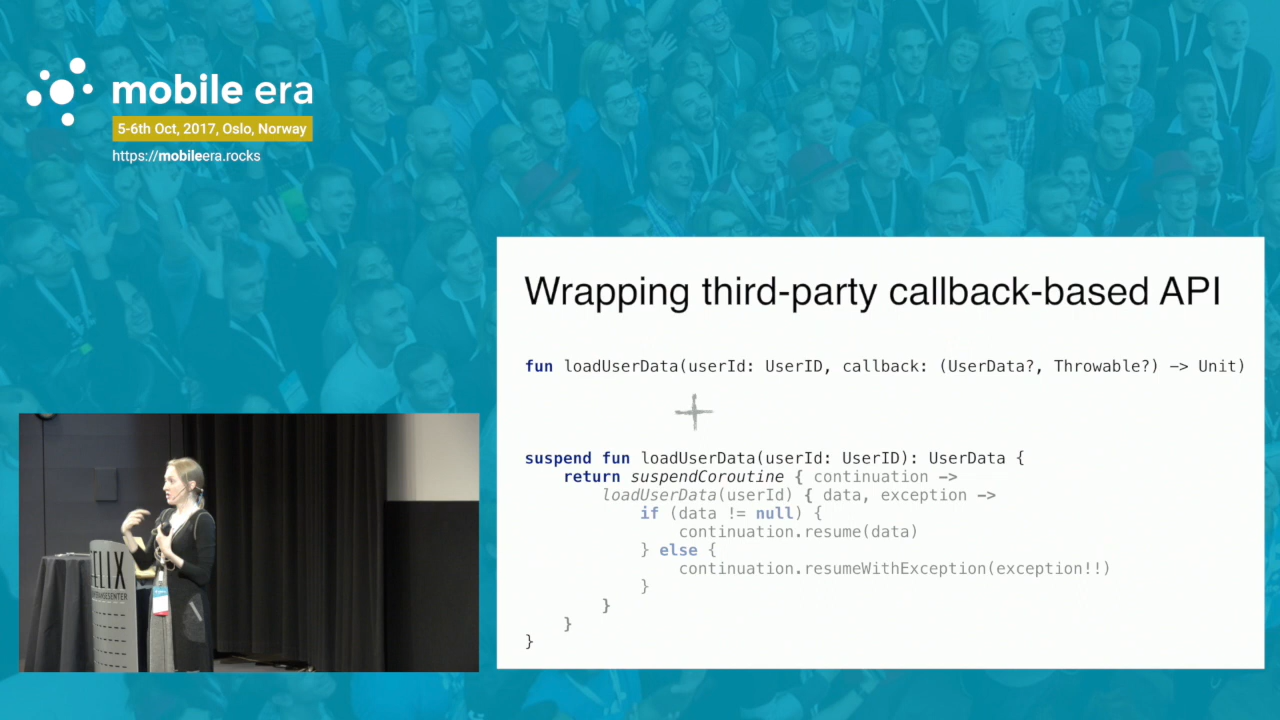 mobile era
5-6th Oct, 2017, Oslo, Norway
https://mobileera.rocks
Wrapping third-party callback-based API
fun loadUserData(userId: UserID, callback: (UserData?, Throwable?) -> Unit)
suspend fun loadUserData(userId: UserID): UserData {
    return suspendCoroutine { continuation ->
        loadUserData(userId) { data, exception ->
            if (data != null) {
                continuation.resume(data)
            } else {
                continuation.resumeWithException(exception!!)
            }
        }
    }
}
ELIX